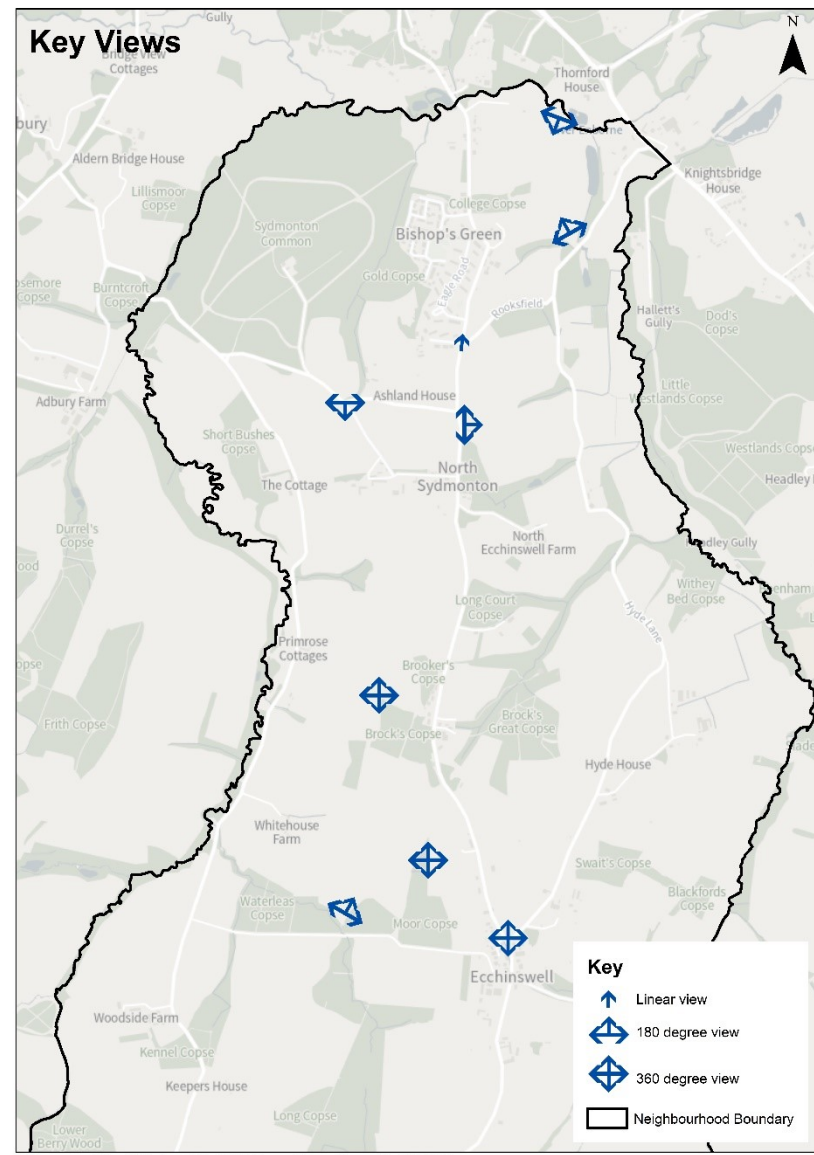 Key Views
N
Gully
Bridge View
Cottages
Thornford
House
bury
Aldern Bridge House
Knightsbridge
House
Lillismoor
Copse
College Copse
Sydmonton
Common
Bishop's Green
Gold Copse
Eagle Road
Rooksfield
Copse
Burntcroft
Copse
Hallett's
Gully
Dod's
Copse
Adbury Farm
Ashland House
Little
Westlands Copse
Short Bushes
Copse
Westlands Copse
The Cottage
North
Sydmonton
Headley
Durrel's
Copse
North
Ecchinswell Farm
Headley Gully
Withey
Bed Copse
Long Court
Copse
Hyde Lane
Primrose
Cottages
Brooker's
Copse
Frith Copse
Brock's Copse
Brock's
Great Copse
Hyde House
Whitehouse
Farm
Swait's Copse
Blackfords
Copse
Waterleas
Copse
Moor Copse
Ecchinswell
Woodside Farm
Kennel Copse
Keepers House
Long Copse
Lower
Berry Wood
Key
Linear view
180 degree view
360 degree view
Neighbourhood Boundary